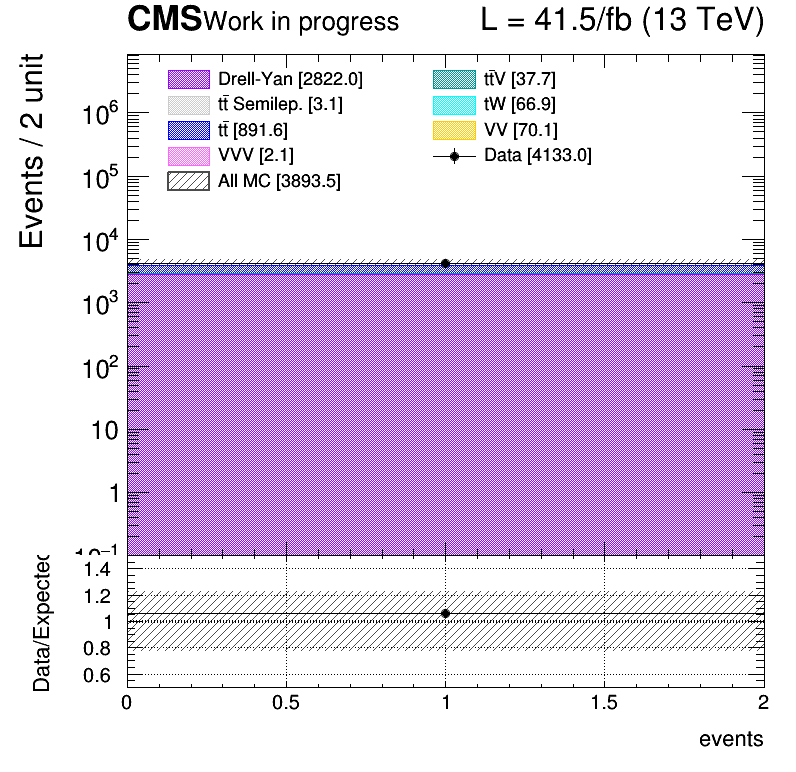 CMS Work in progress L = 41.5/fb (13 TeV)
Events / 2 unit
Drell-Yan [2822.0] tt̄V [37.7]
tt̄ Semilep. [3.1] tW [66.9]
tt̄ [891.6] VV [70.1]
VVV [2.1] Data [4133.0]
All MC [3893.5]
10⁶
10⁵
10⁴
10³
10²
10
1
10⁻¹
Data/Expected
1.4
1.2
1
0.8
0.6
0 0.5 1 1.5 2
events